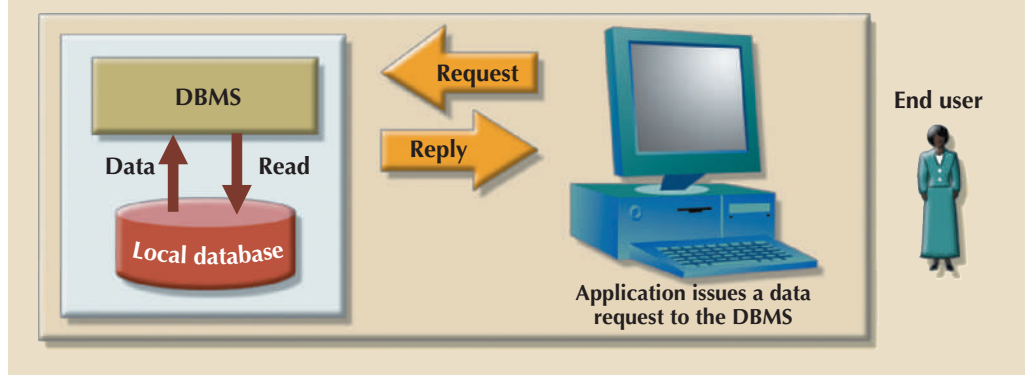 DBMS
Data
Read
Local database
Request
Reply
Application issues a data
request to the DBMS
End user